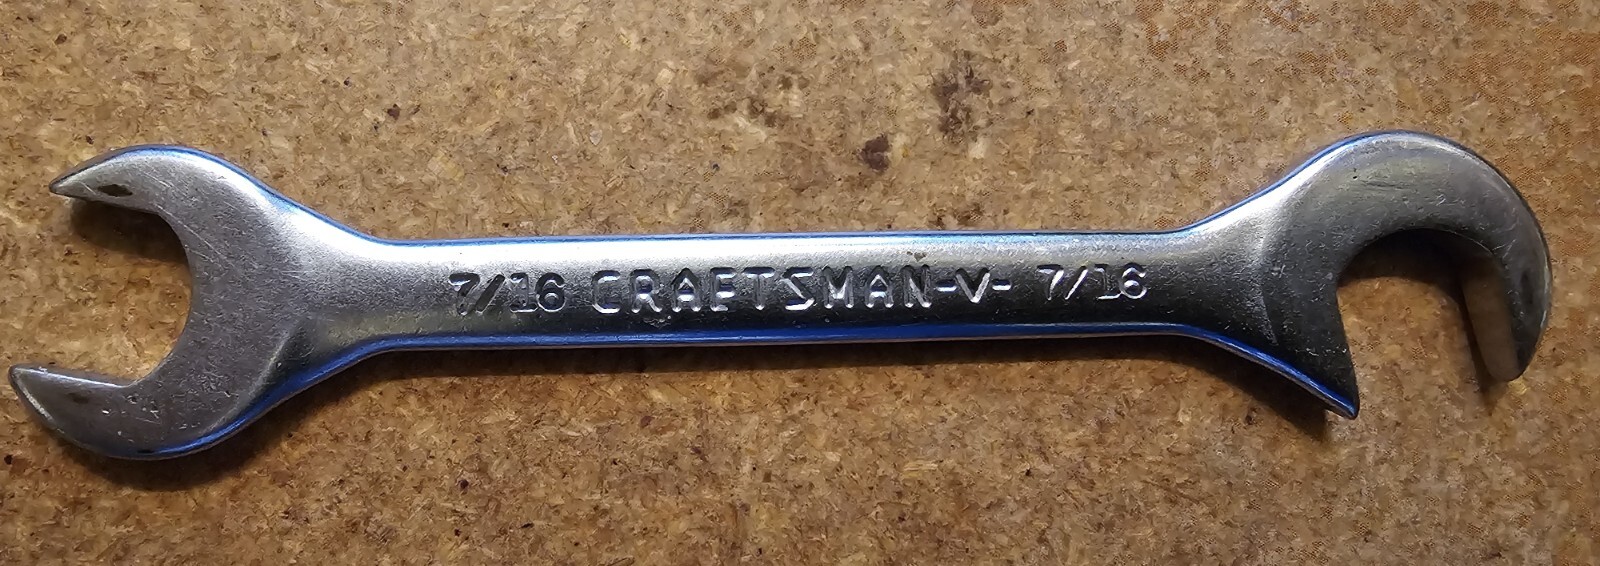 7/16 CRAFTSMAN -V- 7/16